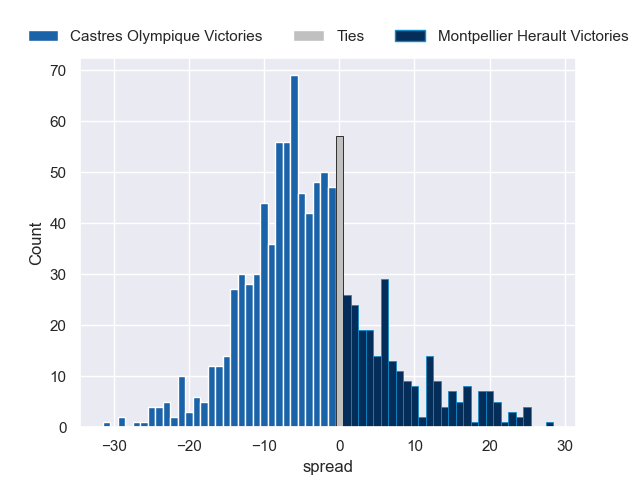 Castres Olympique Victories Ties Montpellier Herault Victories
70
60
50
40
30
20
10
0
Count
−30 −20 −10 0 10 20 30
spread